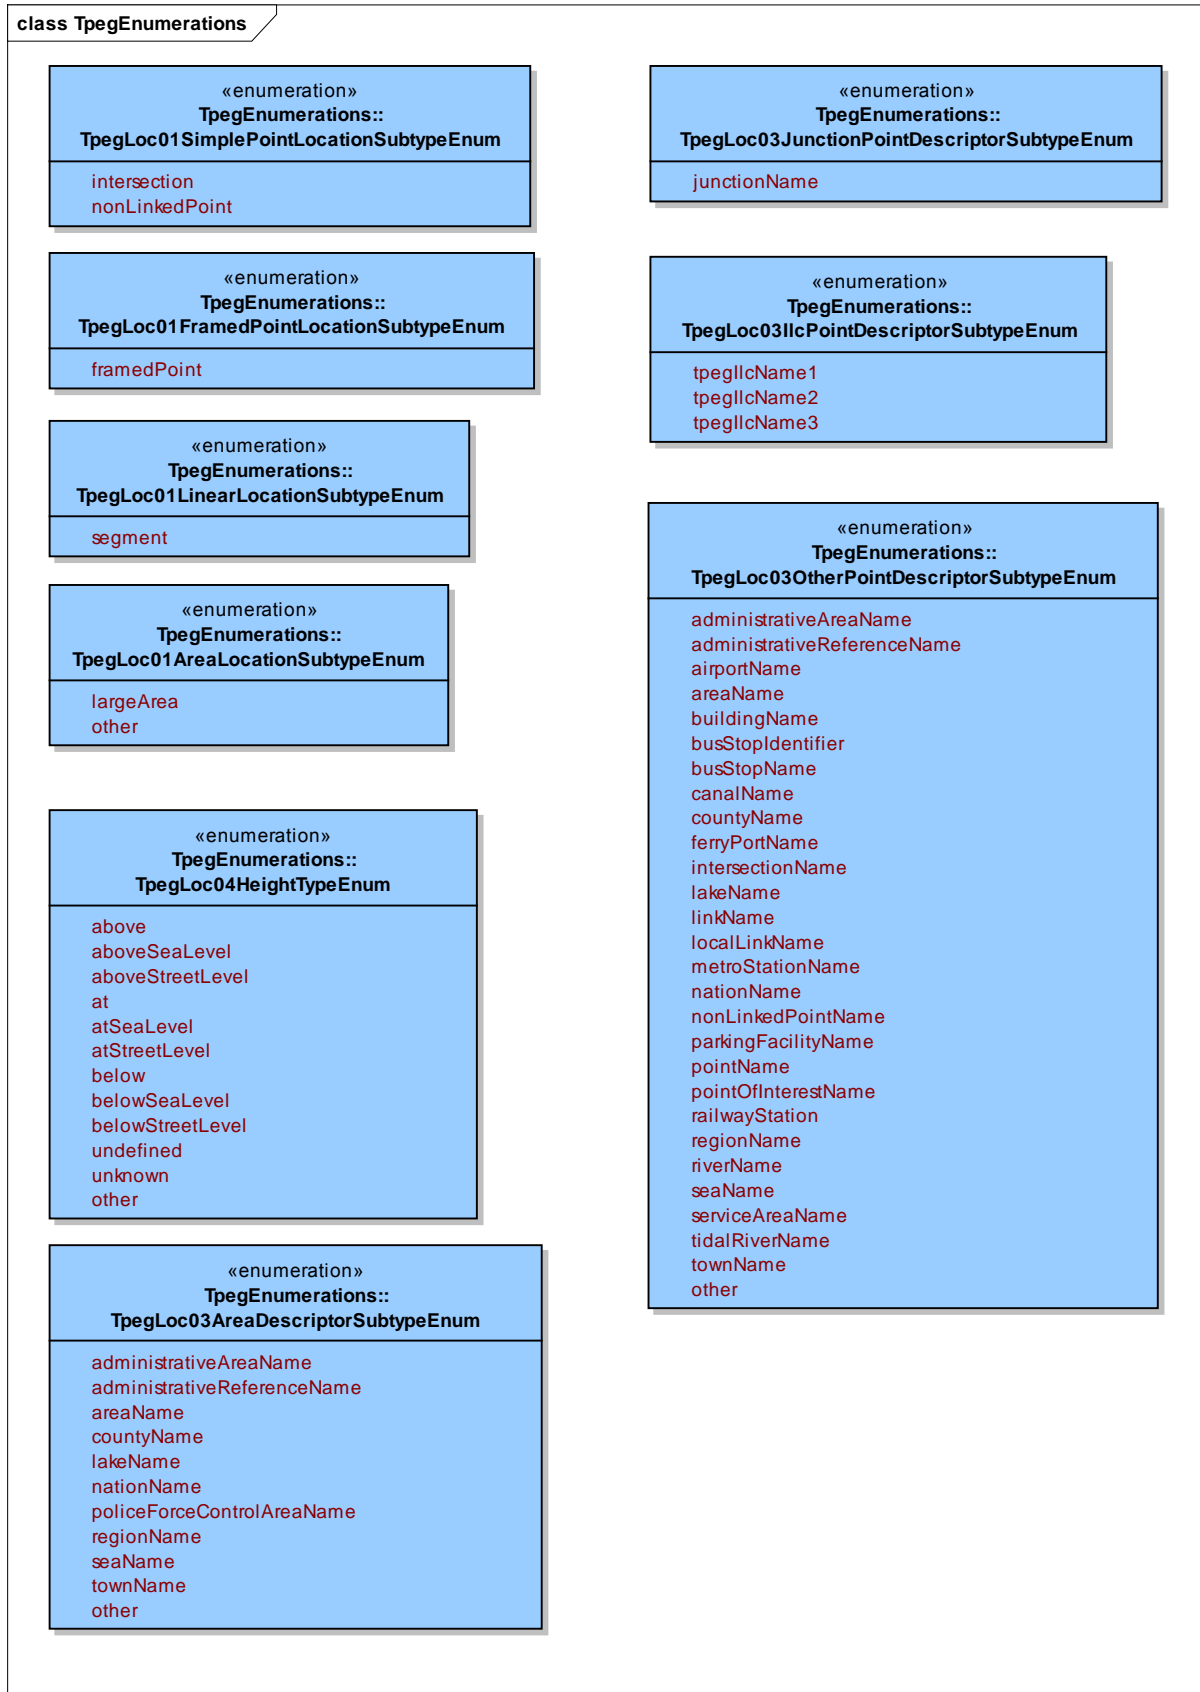 class TpegEnumerations
«enumeration»
TpegEnumerations::
TpegLoc01SimplePointLocationSubtypeEnum
intersection
nonLinkedPoint
«enumeration»
TpegEnumerations::
TpegLoc01FramedPointLocationSubtypeEnum
framedPoint
«enumeration»
TpegEnumerations::
TpegLoc01LinearLocationSubtypeEnum
segment
«enumeration»
TpegEnumerations::
TpegLoc01AreaLocationSubtypeEnum
largeArea
other
«enumeration»
TpegEnumerations::
TpegLoc04HeightTypeEnum
above
aboveSeaLevel
aboveStreetLevel
at
atSeaLevel
atStreetLevel
below
belowSeaLevel
belowStreetLevel
undefined
unknown
other
«enumeration»
TpegEnumerations::
TpegLoc03AreaDescriptorSubtypeEnum
administrativeAreaName
administrativeReferenceName
areaName
countyName
lakeName
nationName
policeForceControlAreaName
regionName
seaName
townName
other
«enumeration»
TpegEnumerations::
TpegLoc03JunctionPointDescriptorSubtypeEnum
junctionName
«enumeration»
TpegEnumerations::
TpegLoc03IlcPointDescriptorSubtypeEnum
tpegIlcName1
tpegIlcName2
tpegIlcName3
«enumeration»
TpegEnumerations::
TpegLoc03OtherPointDescriptorSubtypeEnum
administrativeAreaName
administrativeReferenceName
airportName
areaName
buildingName
busStopIdentifier
busStopName
canalName
countyName
ferryPortName
intersectionName
lakeName
linkName
localLinkName
metroStationName
nationName
nonLinkedPointName
parkingFacilityName
pointName
pointOfInterestName
railwayStation
regionName
riverName
seaName
serviceAreaName
tidalRiverName
townName
other